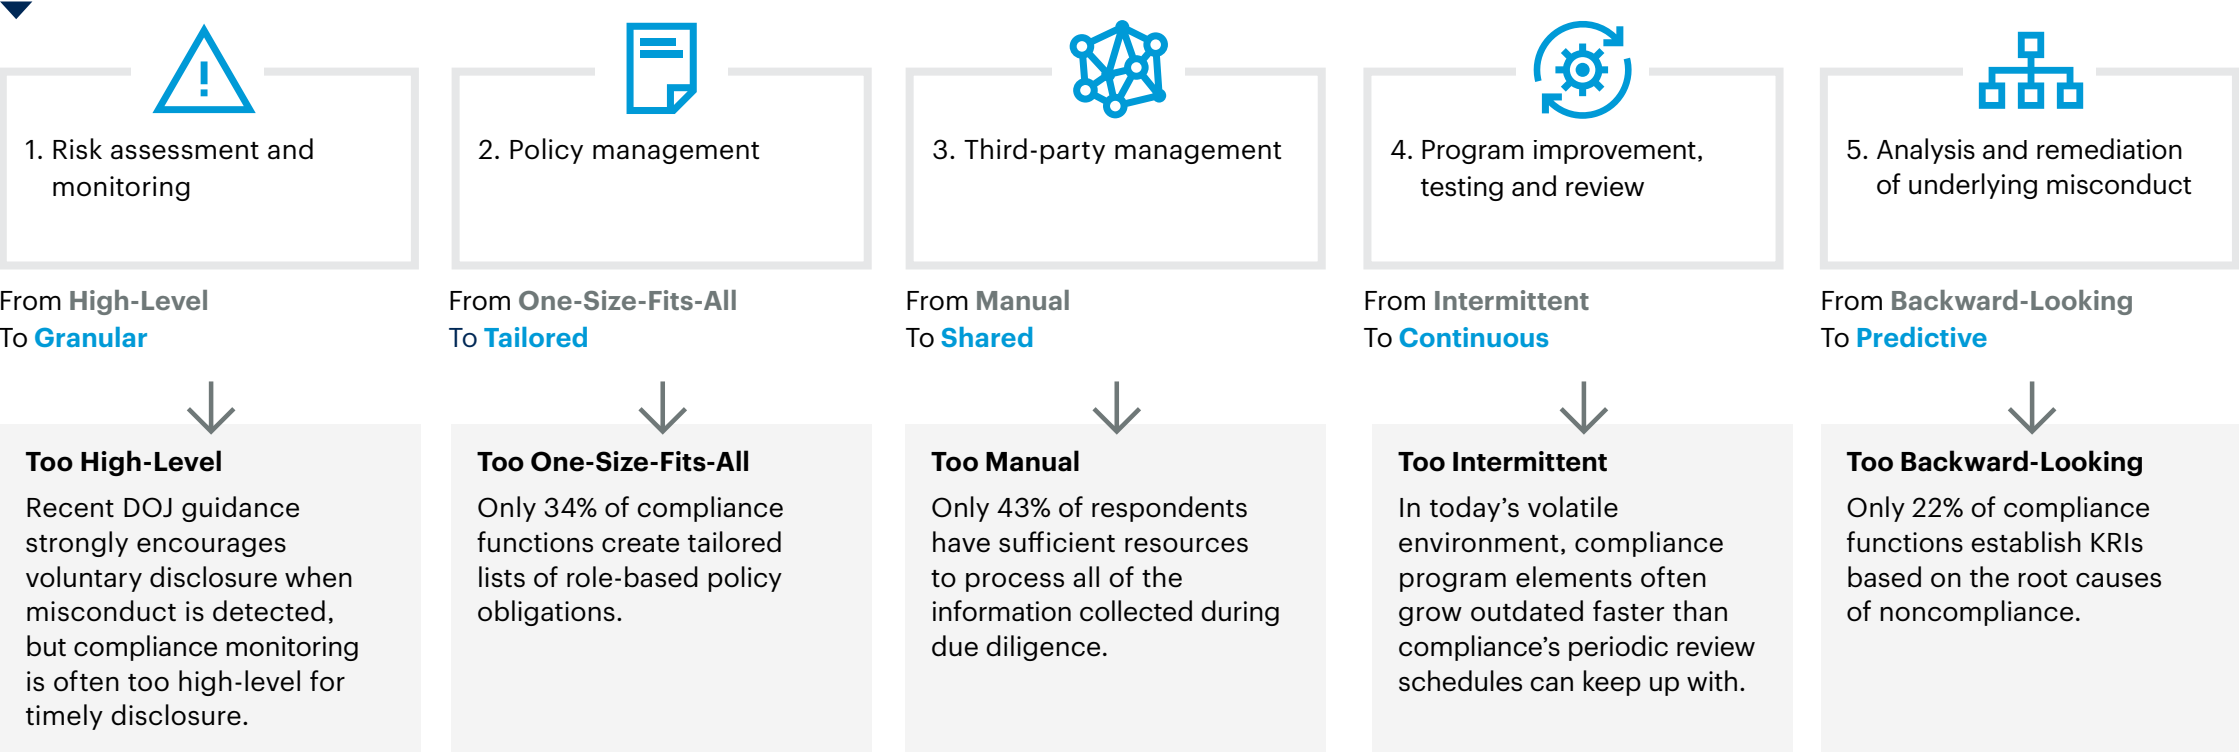 1. Risk assessment and
monitoring
2. Policy management
3. Third-party management
4. Program improvement,
testing and review
5. Analysis and remediation
of underlying misconduct
From High-Level
To Granular
From One-Size-Fits-All
To Tailored
From Manual
To Shared
From Intermittent
To Continuous
From Backward-Looking
To Predictive
Too High-Level
Recent DOJ guidance
strongly encourages
voluntary disclosure when
misconduct is detected,
but compliance monitoring
is often too high-level for
timely disclosure.
Too One-Size-Fits-All
Only 34% of compliance
functions create tailored
lists of role-based policy
obligations.
Too Manual
Only 43% of respondents
have sufficient resources
to process all of the
information collected during
due diligence.
Too Intermittent
In today’s volatile
environment, compliance
program elements often
grow outdated faster than
compliance’s periodic review
schedules can keep up with.
Too Backward-Looking
Only 22% of compliance
functions establish KRIs
based on the root causes
of noncompliance.